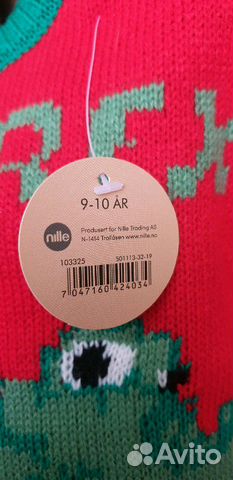 REX
nille
9-10 ÅR
Produsert for Nille Trading AS
N-1414 Trollåsen www.nille.no
103325 501113-32-19
7 047160 424034
Avito